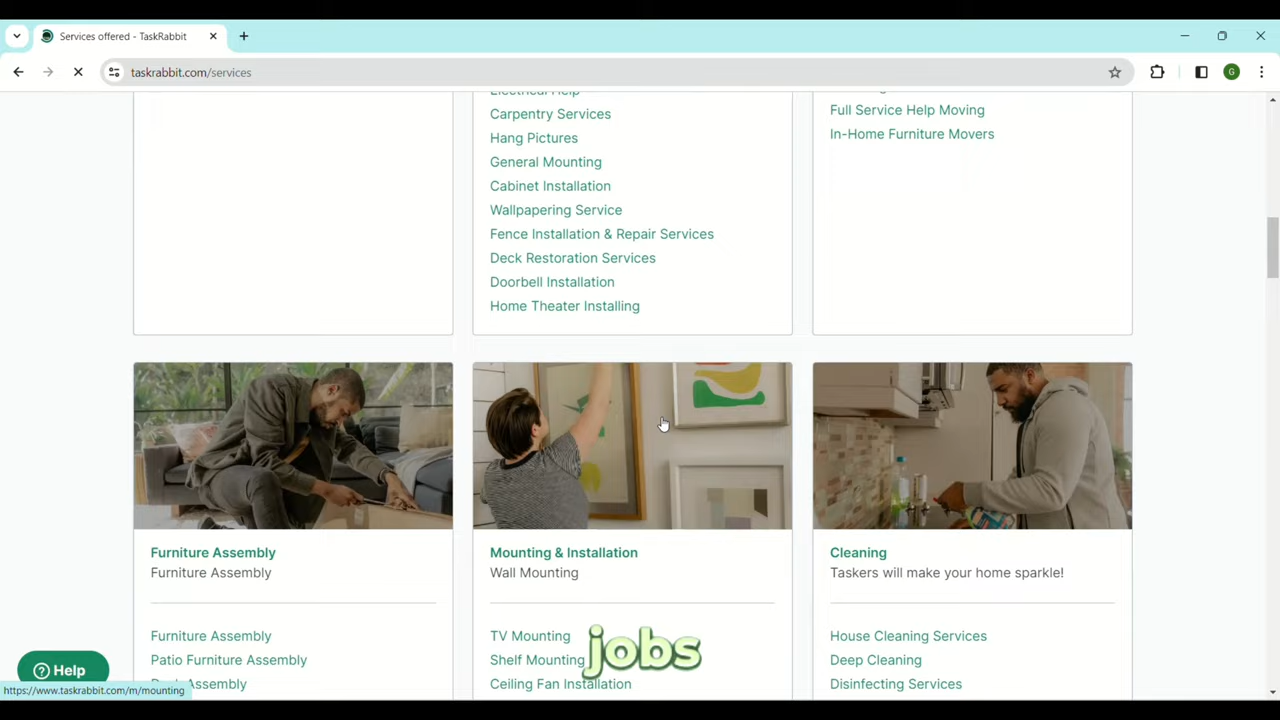 Services offered - TaskRabbit
taskrabbit.com/services
G
Electrical Help
Carpentry Services
Hang Pictures
General Mounting
Cabinet Installation
Wallpapering Service
Fence Installation & Repair Services
Deck Restoration Services
Doorbell Installation
Home Theater Installing
Full Service Help Moving
In-Home Furniture Movers
Furniture Assembly
Furniture Assembly
Furniture Assembly
Patio Furniture Assembly
Assembly
Mounting & Installation
Wall Mounting
TV Mounting
Shelf Mounting
Ceiling Fan Installation
Cleaning
Taskers will make your home sparkle!
House Cleaning Services
Deep Cleaning
Disinfecting Services
jobs
Help
https://www.taskrabbit.com/m/mounting